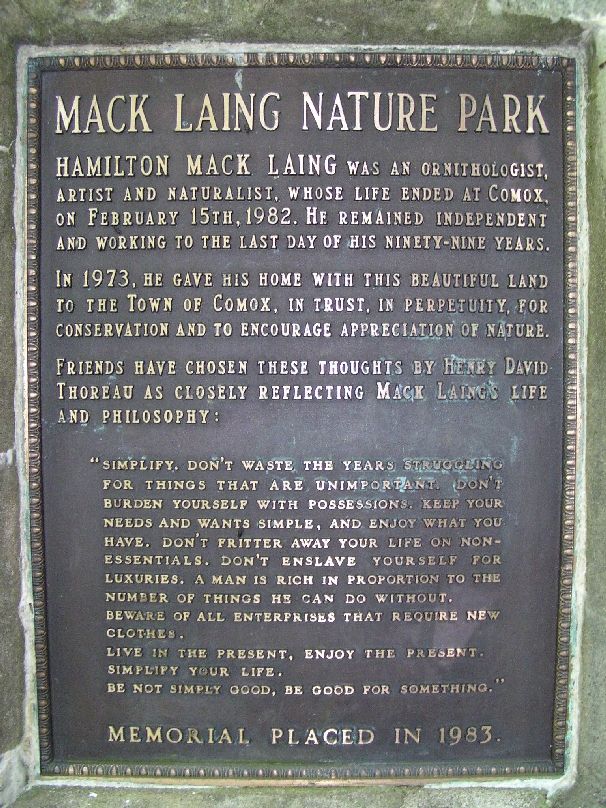 MACK LAING NATURE PARK
HAMILTON MACK LAING WAS AN ORNITHOLOGIST,
ARTIST AND NATURALIST, WHOSE LIFE ENDED AT COMOX,
ON FEBRUARY 15TH, 1982. HE REMAINED INDEPENDENT
AND WORKING TO THE LAST DAY OF HIS NINETY-NINE YEARS.
IN 1973, HE GAVE HIS HOME WITH THIS BEAUTIFUL LAND
TO THE TOWN OF COMOX, IN TRUST, IN PERPETUITY, FOR
CONSERVATION AND TO ENCOURAGE APPRECIATION OF NATURE.
FRIENDS HAVE CHOSEN THESE THOUGHTS BY HENRY DAVID
THOREAU AS CLOSELY REFLECTING MACK LAING'S LIFE
AND PHILOSOPHY:
"SIMPLIFY. DON'T WASTE THE YEARS STRUGGLING
FOR THINGS THAT ARE UNIMPORTANT. DON'T
BURDEN YOURSELF WITH POSSESSIONS. KEEP YOUR
NEEDS AND WANTS SIMPLE, AND ENJOY WHAT YOU
HAVE. DON'T FRITTER AWAY YOUR LIFE ON NON-
ESSENTIALS. DON'T ENSLAVE YOURSELF FOR
LUXURIES. A MAN IS RICH IN PROPORTION TO THE
NUMBER OF THINGS HE CAN DO WITHOUT.
BEWARE OF ALL ENTERPRISES THAT REQUIRE NEW
CLOTHES.
LIVE IN THE PRESENT, ENJOY THE PRESENT.
SIMPLIFY YOUR LIFE.
BE NOT SIMPLY GOOD, BE GOOD FOR SOMETHING."
MEMORIAL PLACED IN 1983.